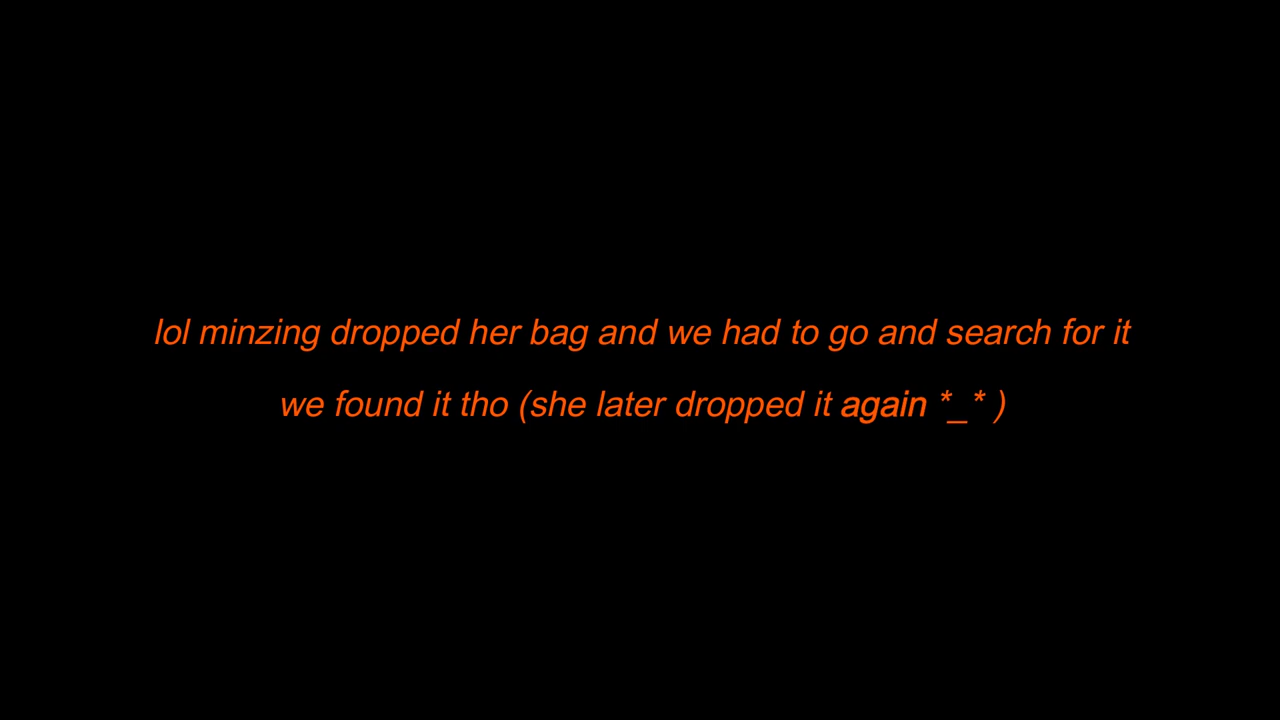 lol minzing dropped her bag and we had to go and search for it
we found it tho (she later dropped it again *_* )